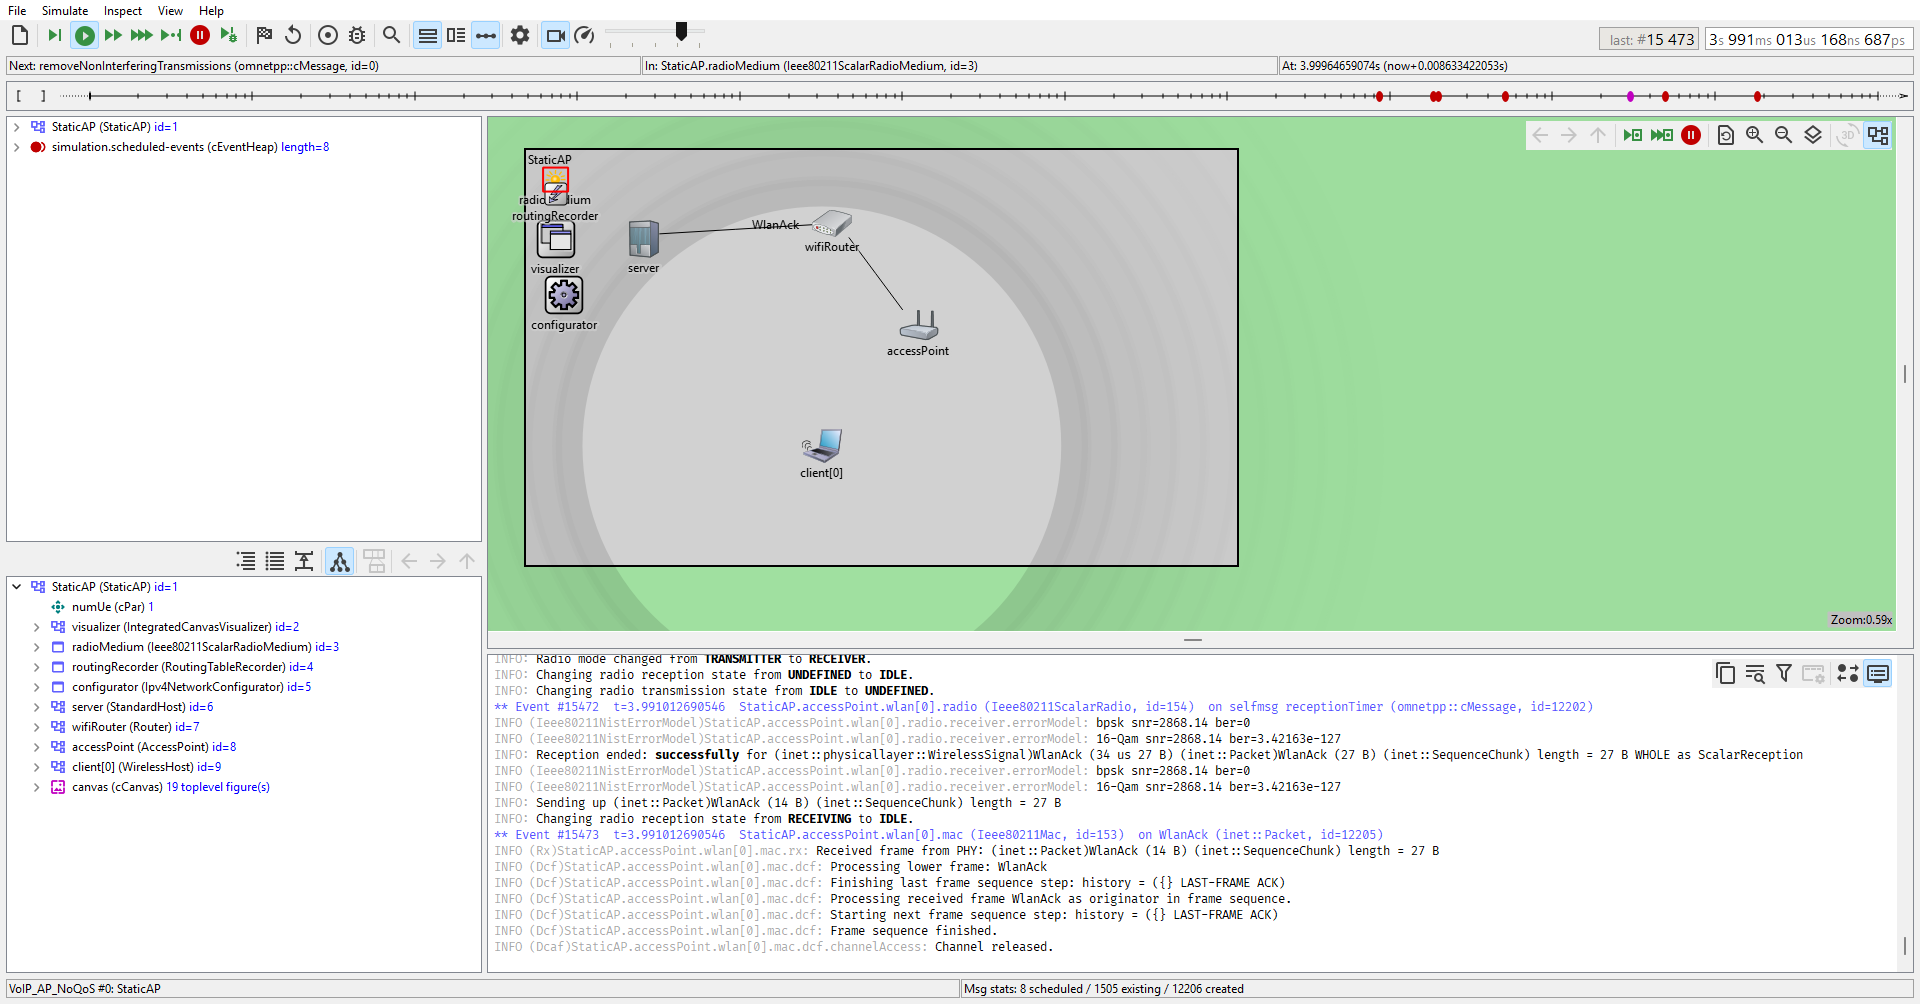 File Simulate Inspect View Help
last: #15 473 3s 991ms 013us 168ns 687ps
Next: removeNonInterferingTransmissions (omnetpp::cMessage, id=0) In: StaticAP.radioMedium (Ieee80211ScalarRadioMedium, id=3) At: 3.99964659074s (now+0.008633422053s)
[ ]
StaticAP (StaticAP) id=1
simulation.scheduled-events (cEventHeap) length=8
StaticAP (StaticAP) id=1
numUe (cPar) 1
visualizer (IntegratedCanvasVisualizer) id=2
radioMedium (Ieee80211ScalarRadioMedium) id=3
routingRecorder (RoutingTableRecorder) id=4
configurator (Ipv4NetworkConfigurator) id=5
server (StandardHost) id=6
wifiRouter (Router) id=7
accessPoint (AccessPoint) id=8
client[0] (WirelessHost) id=9
canvas (cCanvas) 19 toplevel figure(s)
3D
StaticAP
routingRecorder
WlanAck
wifiRouter
visualizer
server
configurator
accessPoint
client[0]
Zoom:0.59x
INFO: Radio mode changed from TRANSMITTER to RECEIVER.
INFO: Changing radio reception state from UNDEFINED to IDLE.
INFO: Changing radio transmission state from IDLE to UNDEFINED.
** Event #15472 t=3.991012690546 StaticAP.accessPoint.wlan[0].radio (Ieee80211ScalarRadio, id=154) on selfmsg receptionTimer (omnetpp::cMessage, id=12202)
INFO (Ieee80211NistErrorModel)StaticAP.accessPoint.wlan[0].radio.receiver.errorModel: bpsk snr=2868.14 ber=0
INFO (Ieee80211NistErrorModel)StaticAP.accessPoint.wlan[0].radio.receiver.errorModel: 16-Qam snr=2868.14 ber=3.42163e-127
INFO: Reception ended: successfully for (inet::physicallayer::WirelessSignal)WlanAck (34 us 27 B) (inet::Packet)WlanAck (27 B) (inet::SequenceChunk) length = 27 B WHOLE as ScalarReception
INFO (Ieee80211NistErrorModel)StaticAP.accessPoint.wlan[0].radio.receiver.errorModel: bpsk snr=2868.14 ber=0
INFO (Ieee80211NistErrorModel)StaticAP.accessPoint.wlan[0].radio.receiver.errorModel: 16-Qam snr=2868.14 ber=3.42163e-127
INFO: Sending up (inet::Packet)WlanAck (14 B) (inet::SequenceChunk) length = 27 B
INFO: Changing radio reception state from RECEIVING to IDLE.
** Event #15473 t=3.991012690546 StaticAP.accessPoint.wlan[0].mac (Ieee80211Mac, id=153) on WlanAck (inet::Packet, id=12205)
INFO (Rx)StaticAP.accessPoint.wlan[0].mac.rx: Received frame from PHY: (inet::Packet)WlanAck (14 B) (inet::SequenceChunk) length = 27 B
INFO (Dcf)StaticAP.accessPoint.wlan[0].mac.dcf: Processing lower frame: WlanAck
INFO (Dcf)StaticAP.accessPoint.wlan[0].mac.dcf: Finishing last frame sequence step: history = ({} LAST-FRAME ACK)
INFO (Dcf)StaticAP.accessPoint.wlan[0].mac.dcf: Processing received frame WlanAck as originator in frame sequence.
INFO (Dcf)StaticAP.accessPoint.wlan[0].mac.dcf: Starting next frame sequence step: history = ({} LAST-FRAME ACK)
INFO (Dcf)StaticAP.accessPoint.wlan[0].mac.dcf: Frame sequence finished.
INFO (Dcaf)StaticAP.accessPoint.wlan[0].mac.dcf.channelAccess: Channel released.
VoIP_AP_NoQoS #0: StaticAP Msg stats: 8 scheduled / 1505 existing / 12206 created